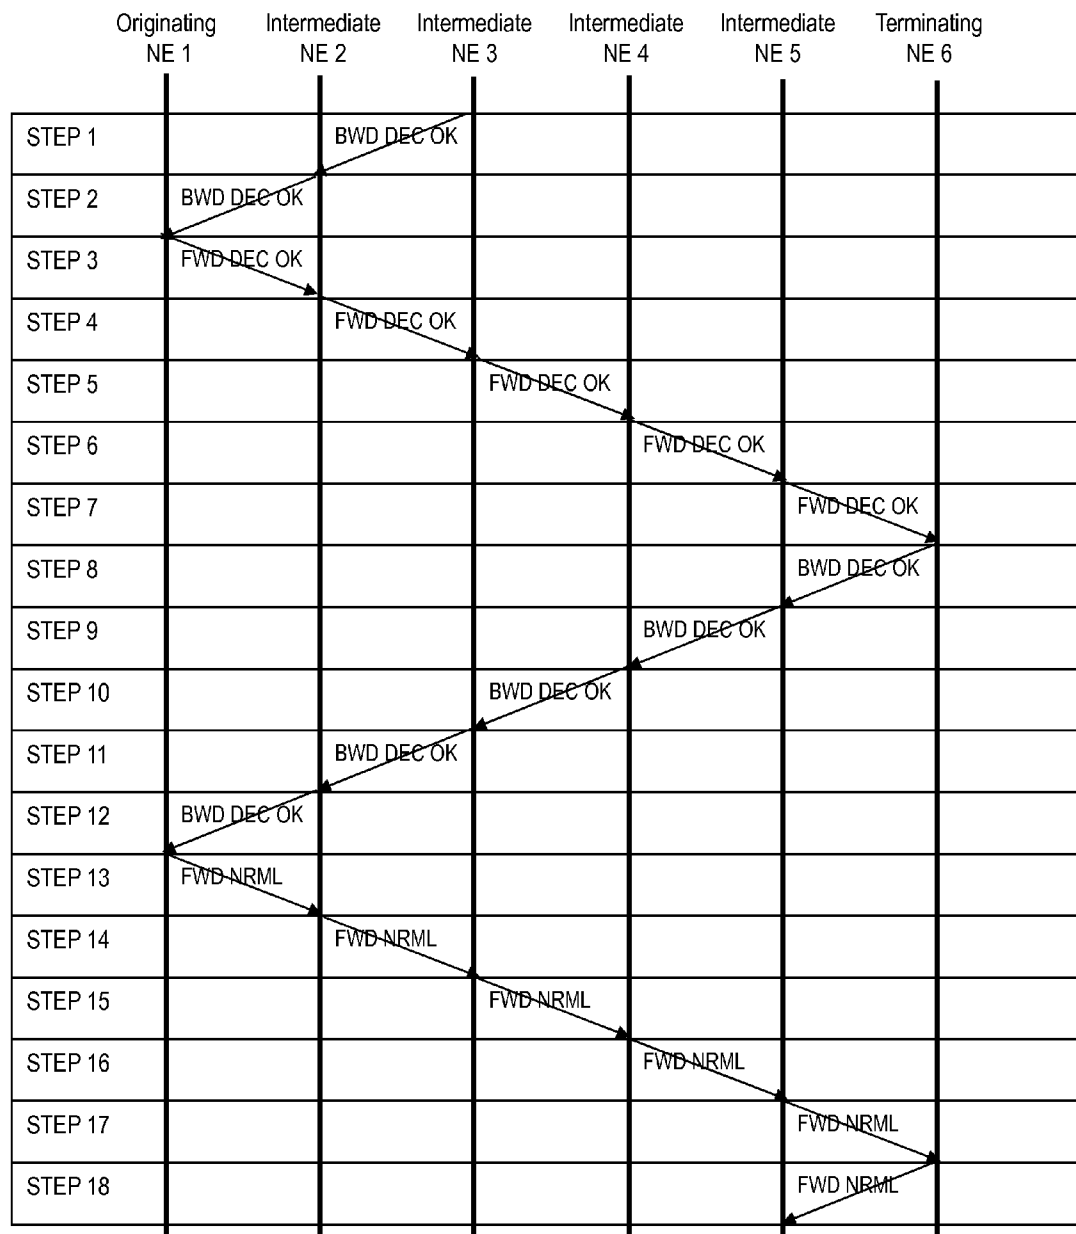 Originating Intermediate Intermediate Intermediate Intermediate Terminating
NE 1 NE 2 NE 3 NE 4 NE 5 NE 6
STEP 1 BWD DEC OK
STEP 2 BWD DEC OK
STEP 3 FWD DEC OK
STEP 4 FWD DEC OK
STEP 5 FWD DEC OK
STEP 6 FWD DEC OK
STEP 7 FWD DEC OK
STEP 8 BWD DEC OK
STEP 9 BWD DEC OK
STEP 10 BWD DEC OK
STEP 11 BWD DEC OK
STEP 12 BWD DEC OK
STEP 13 FWD NRML
STEP 14 FWD NRML
STEP 15 FWD NRML
STEP 16 FWD NRML
STEP 17 FWD NRML
STEP 18 FWD NRML